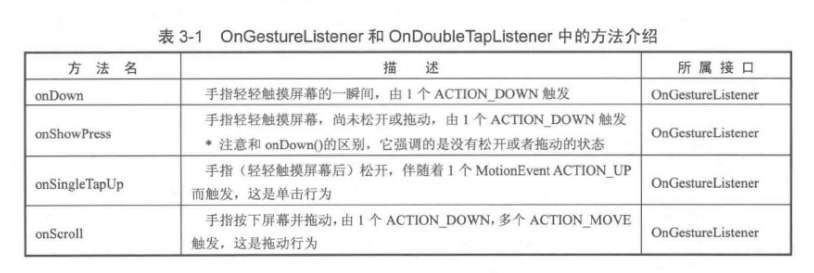 表 3-1 OnGestureListener 和 OnDoubleTapListener 中的方法介绍
方 法 名 描 述 所 属 接 口
onDown 手指轻轻触摸屏幕的一瞬间，由 1 个 ACTION_DOWN 触发 OnGestureListener
onShowPress 手指轻轻触摸屏幕，尚未松开或拖动，由 1 个 ACTION_DOWN 触发 OnGestureListener
* 注意和 onDown()的区别，它强调的是没有松开或者拖动的状态
onSingleTapUp 手指（轻轻触摸屏幕后）松开，伴随着 1 个 MotionEvent ACTION_UP OnGestureListener
而触发，这是单击行为
onScroll 手指按下屏幕并拖动，由 1 个 ACTION_DOWN，多个 ACTION_MOVE OnGestureListener
触发，这是拖动行为